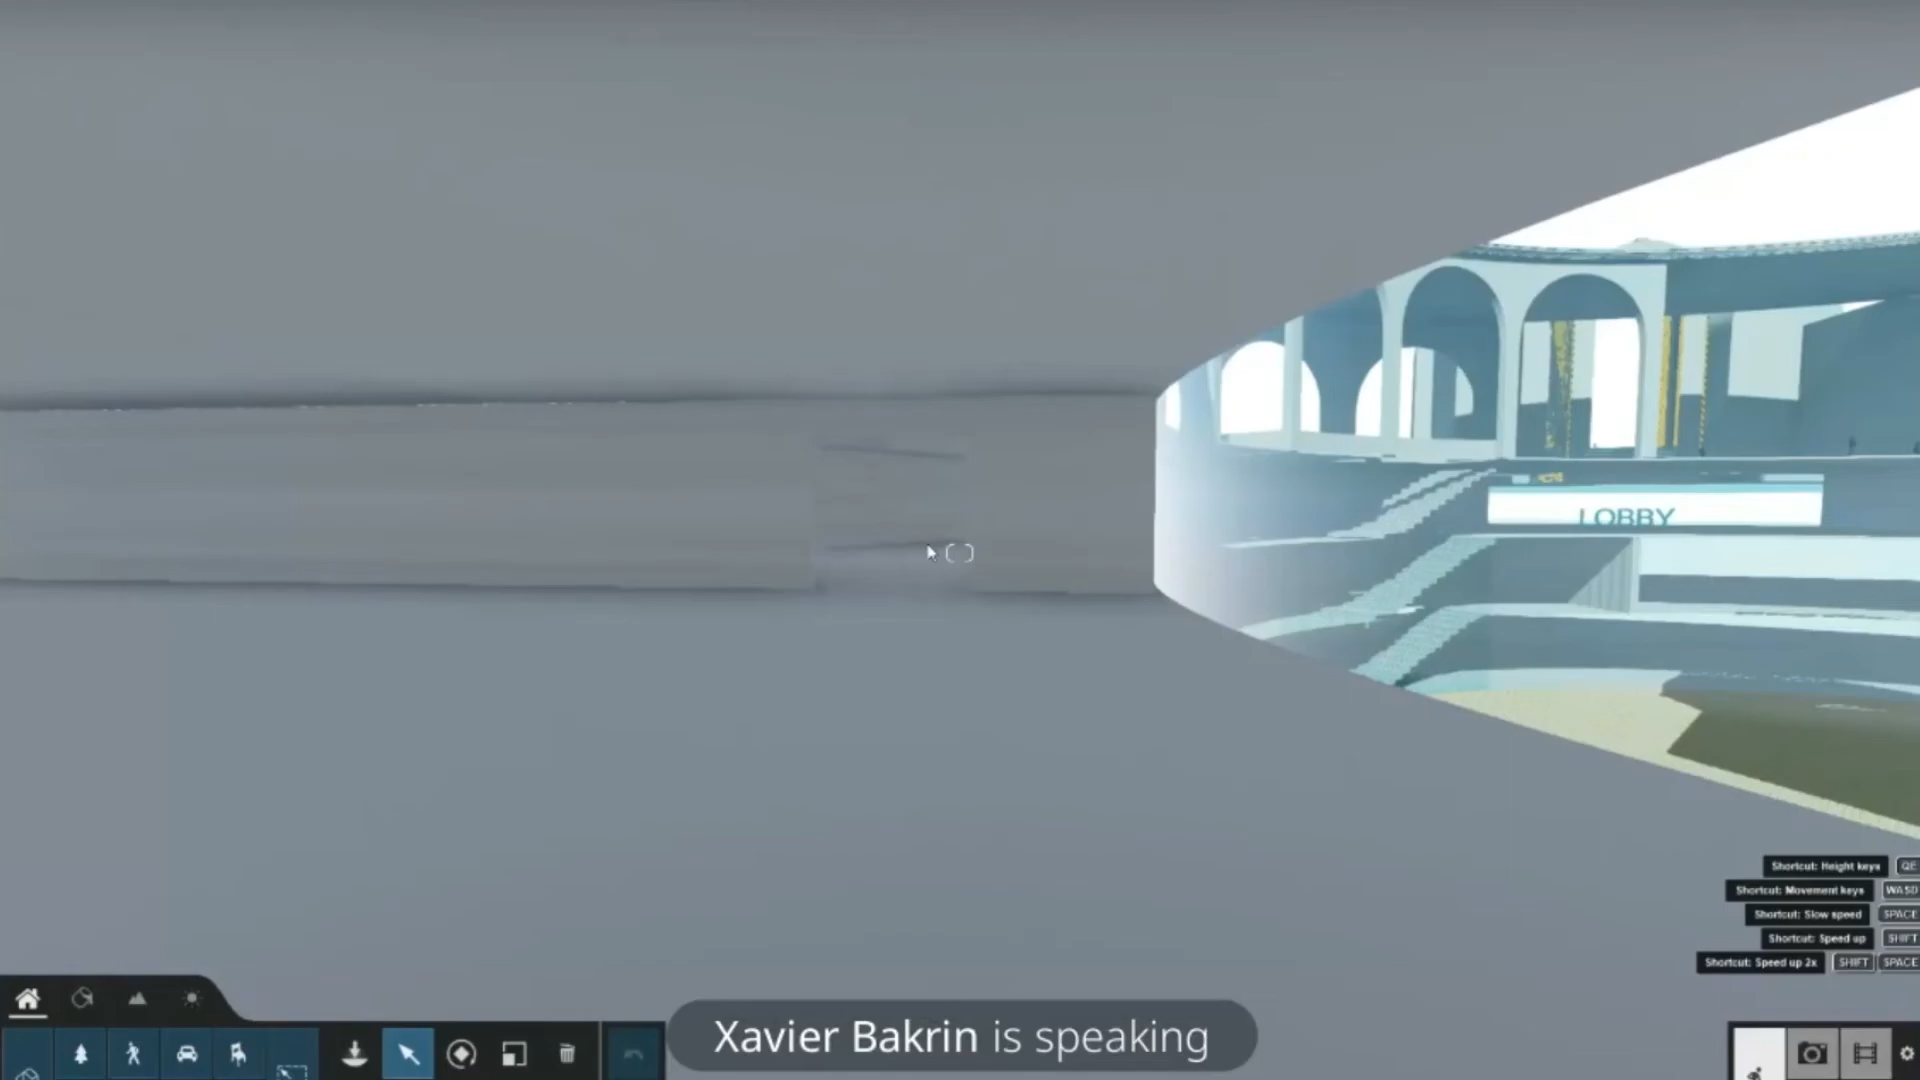 LOBBY
Shortcut: Height keys QE
Shortcut: Movement keys WASD
Shortcut: Slow speed SPACE
Shortcut: Speed up SHIFT
Shortcut: Speed up 2x SHIFT SPACE
Xavier Bakrin is speaking